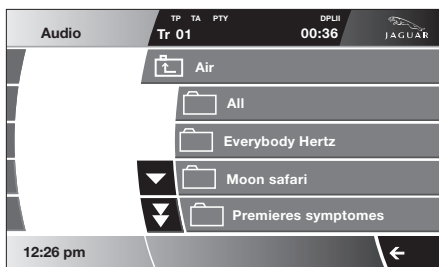 Audio
TP TA PTY DPLII
Tr 01 00:36
JAGUAR
Air
All
Everybody Hertz
Moon safari
Premieres symptomes
12:26 pm